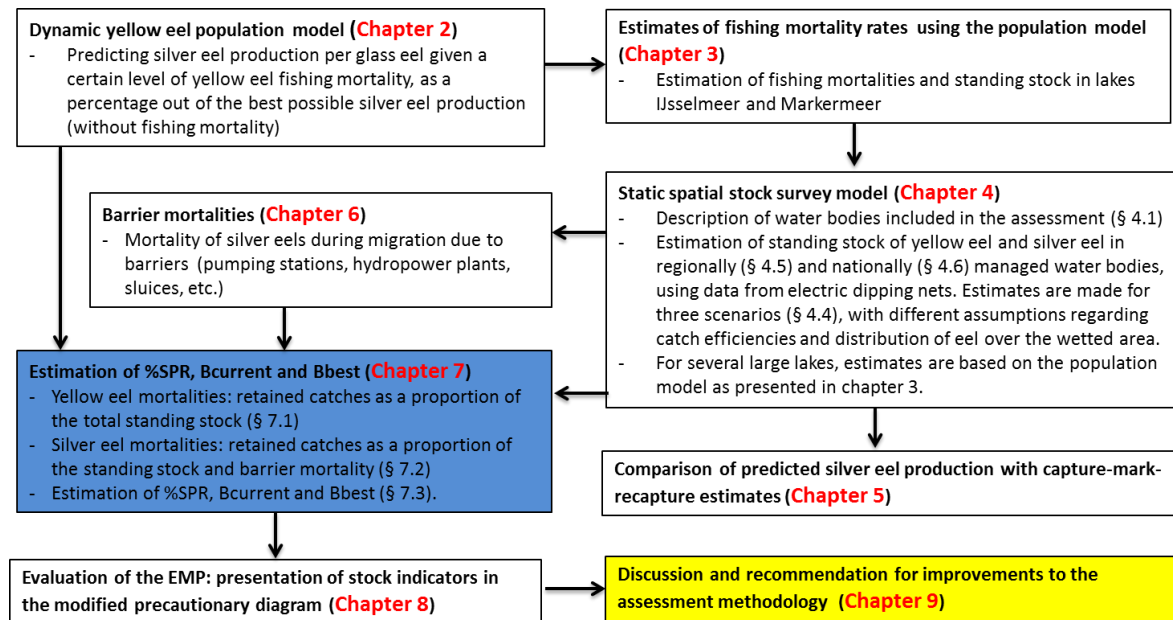 Dynamic yellow eel population model (Chapter 2)
- Predicting silver eel production per glass eel given a
certain level of yellow eel fishing mortality, as a
percentage out of the best possible silver eel production
(without fishing mortality)
Estimates of fishing mortality rates using the population model
(Chapter 3)
- Estimation of fishing mortalities and standing stock in lakes
IJsselmeer and Markermeer
Static spatial stock survey model (Chapter 4)
- Description of water bodies included in the assessment (§ 4.1)
- Estimation of standing stock of yellow eel and silver eel in
regionally (§ 4.5) and nationally (§ 4.6) managed water bodies,
using data from electric dipping nets. Estimates are made for
three scenarios (§ 4.4), with different assumptions regarding
catch efficiencies and distribution of eel over the wetted area.
- For several large lakes, estimates are based on the population
model as presented in chapter 3.
Barrier mortalities (Chapter 6)
- Mortality of silver eels during migration due to
barriers (pumping stations, hydropower plants,
sluices, etc.)
Estimation of %SPR, Bcurrent and Bbest (Chapter 7)
- Yellow eel mortalities: retained catches as a proportion of
the total standing stock (§ 7.1)
- Silver eel mortalities: retained catches as a proportion of
the standing stock and barrier mortality (§ 7.2)
- Estimation of %SPR, Bcurrent and Bbest (§ 7.3).
Comparison of predicted silver eel production with capture-mark-
recapture estimates (Chapter 5)
Evaluation of the EMP: presentation of stock indicators in
the modified precautionary diagram (Chapter 8)
Discussion and recommendation for improvements to the
assessment methodology (Chapter 9)